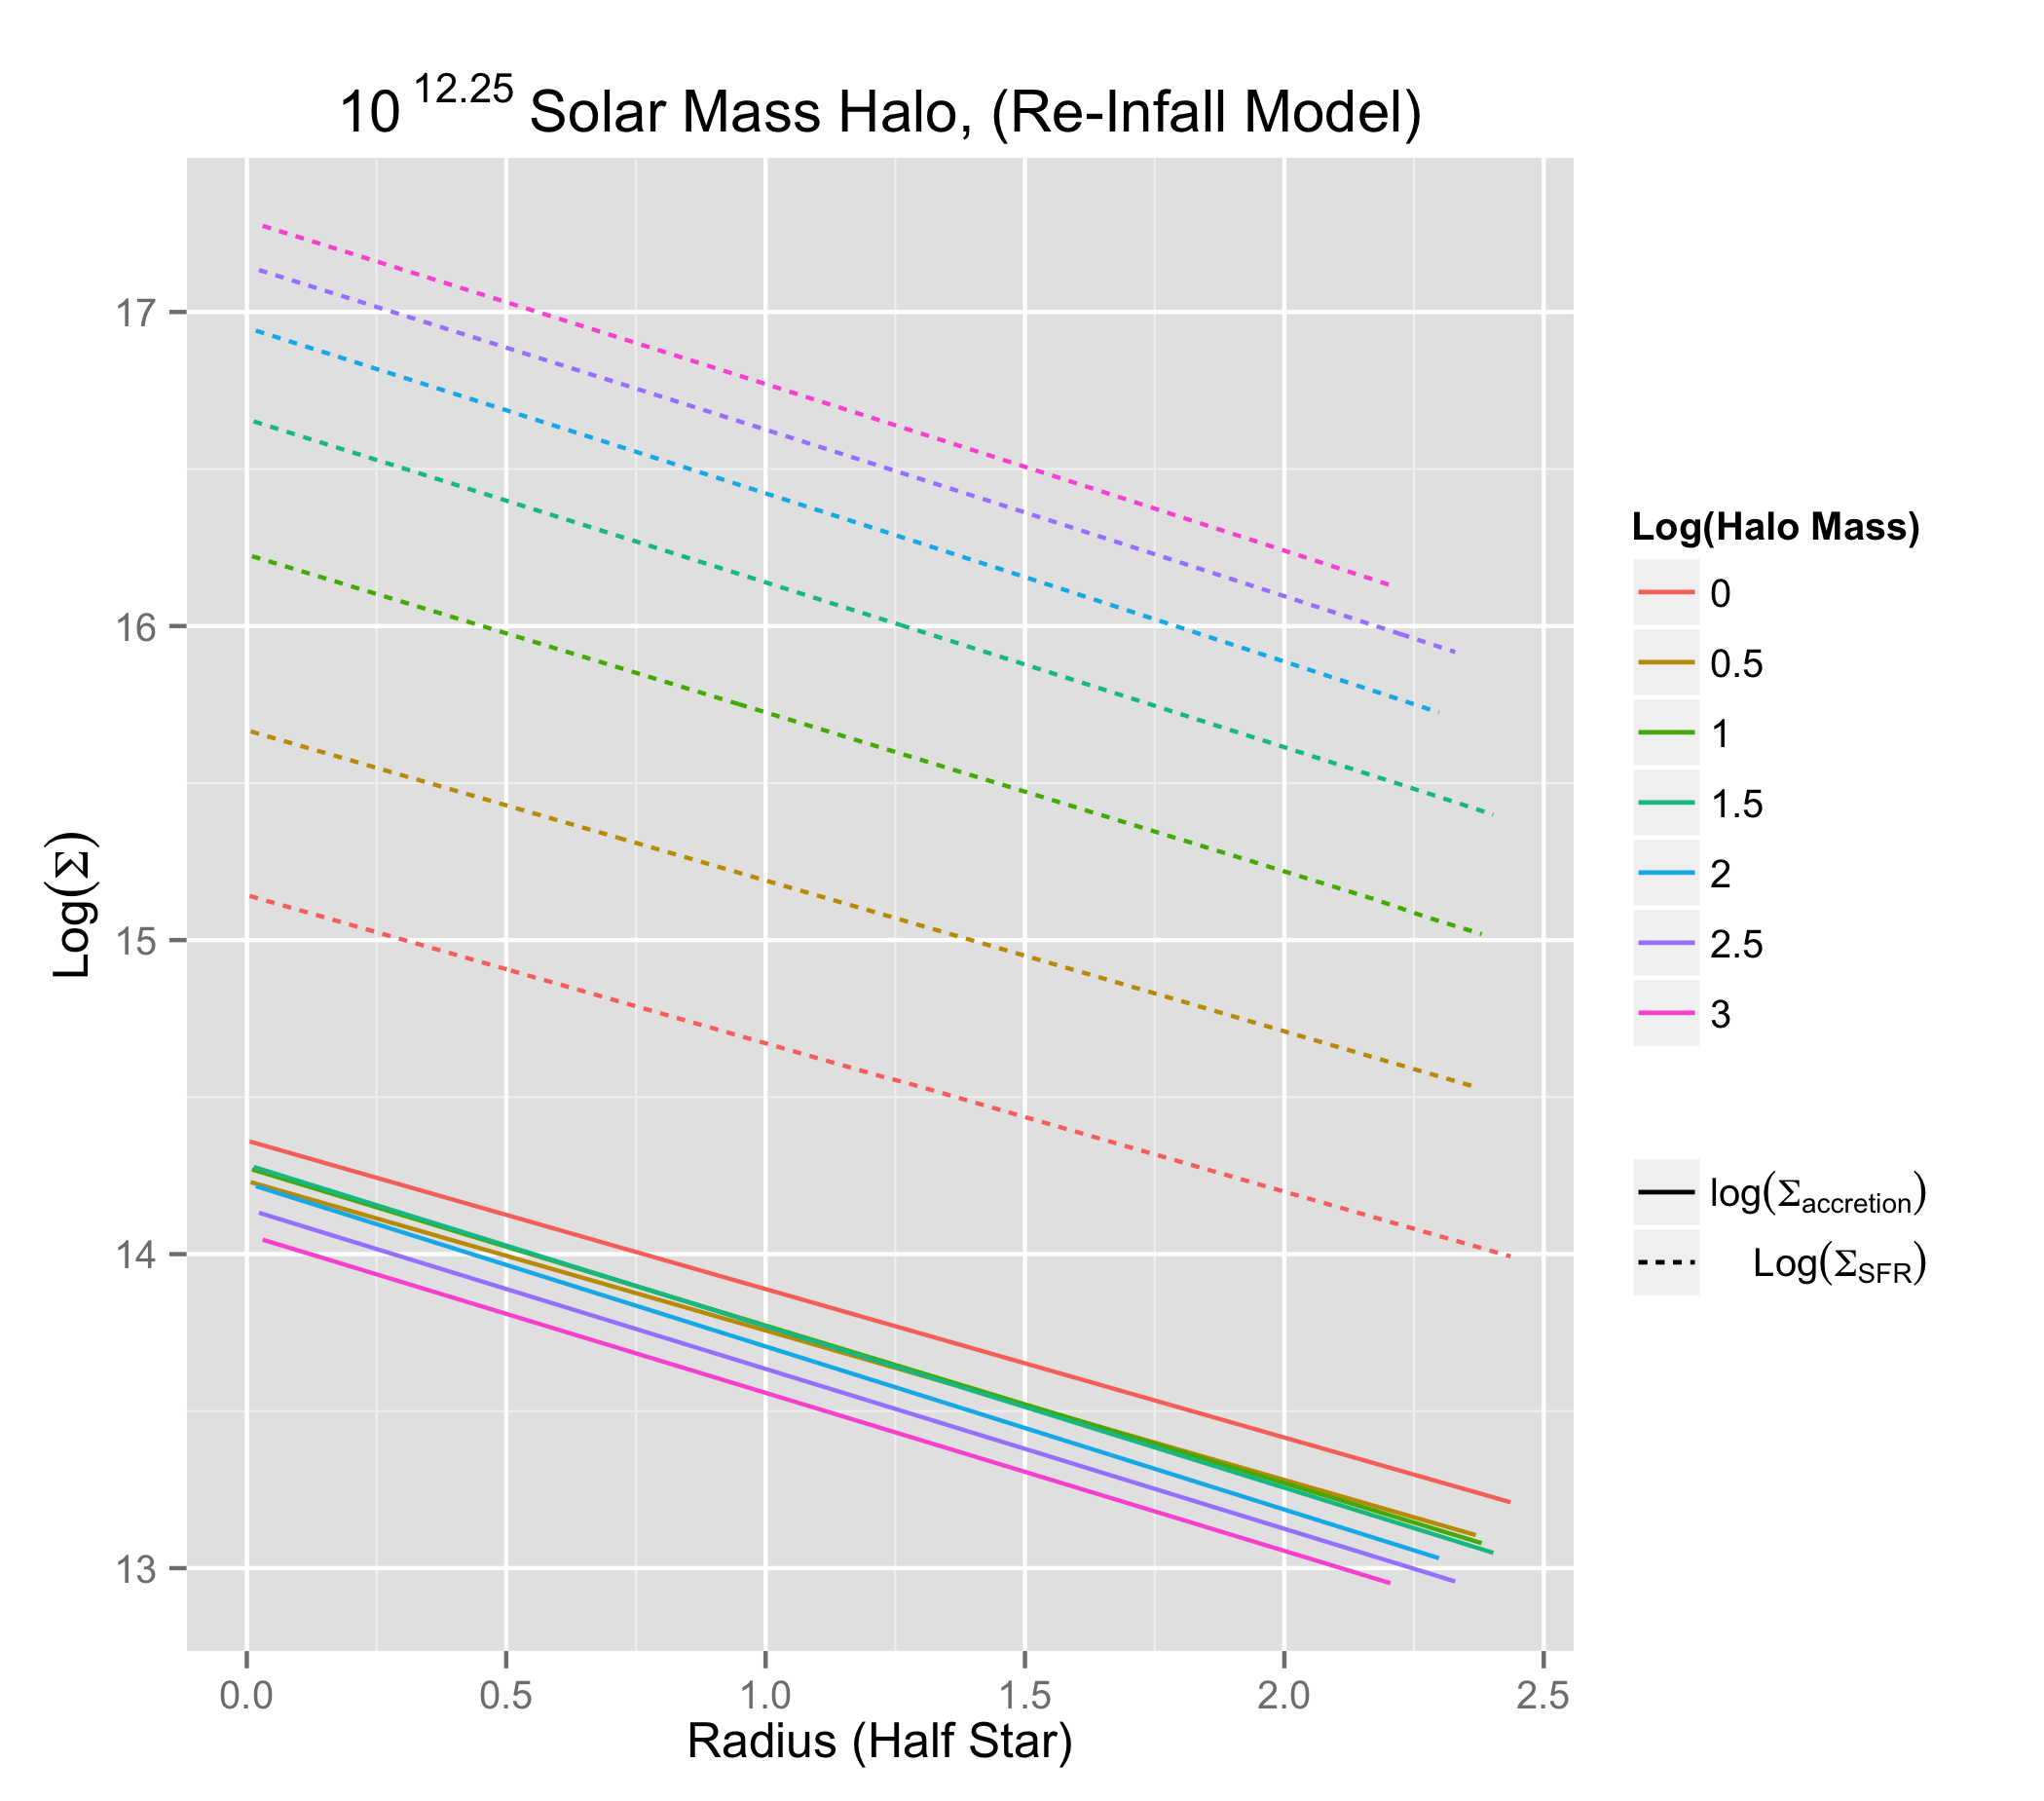 10^12.25 Solar Mass Halo, (Re-Infall Model)
Log(Σ)
17
16
15
14
13
0.0 0.5 1.0 1.5 2.0 2.5
Radius (Half Star)
Log(Halo Mass)
0
0.5
1
1.5
2
2.5
3
log(Σaccretion)
Log(ΣSFR)